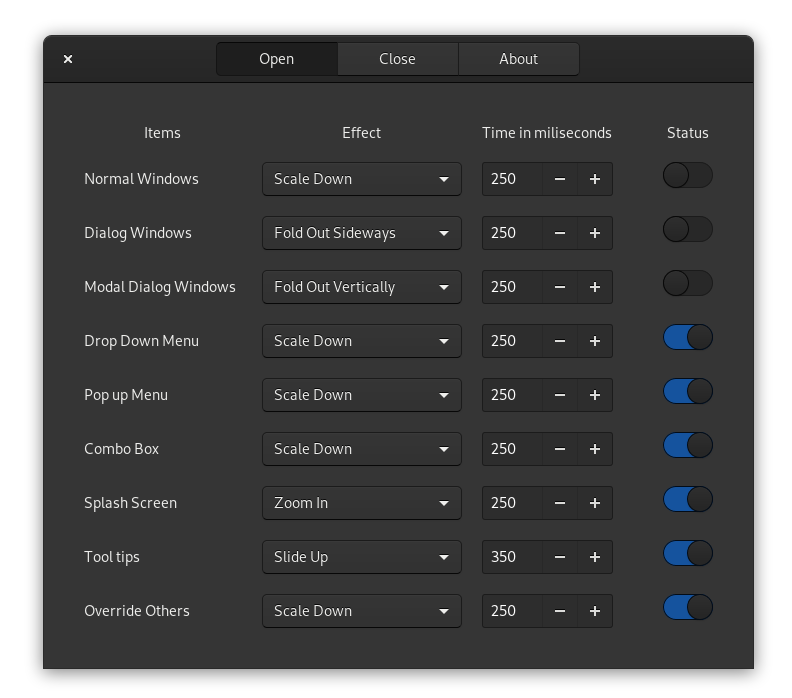 Open Close About
Items Effect Time in miliseconds Status
Normal Windows Scale Down 250
Dialog Windows Fold Out Sideways 250
Modal Dialog Windows Fold Out Vertically 250
Drop Down Menu Scale Down 250
Pop up Menu Scale Down 250
Combo Box Scale Down 250
Splash Screen Zoom In 250
Tool tips Slide Up 350
Override Others Scale Down 250